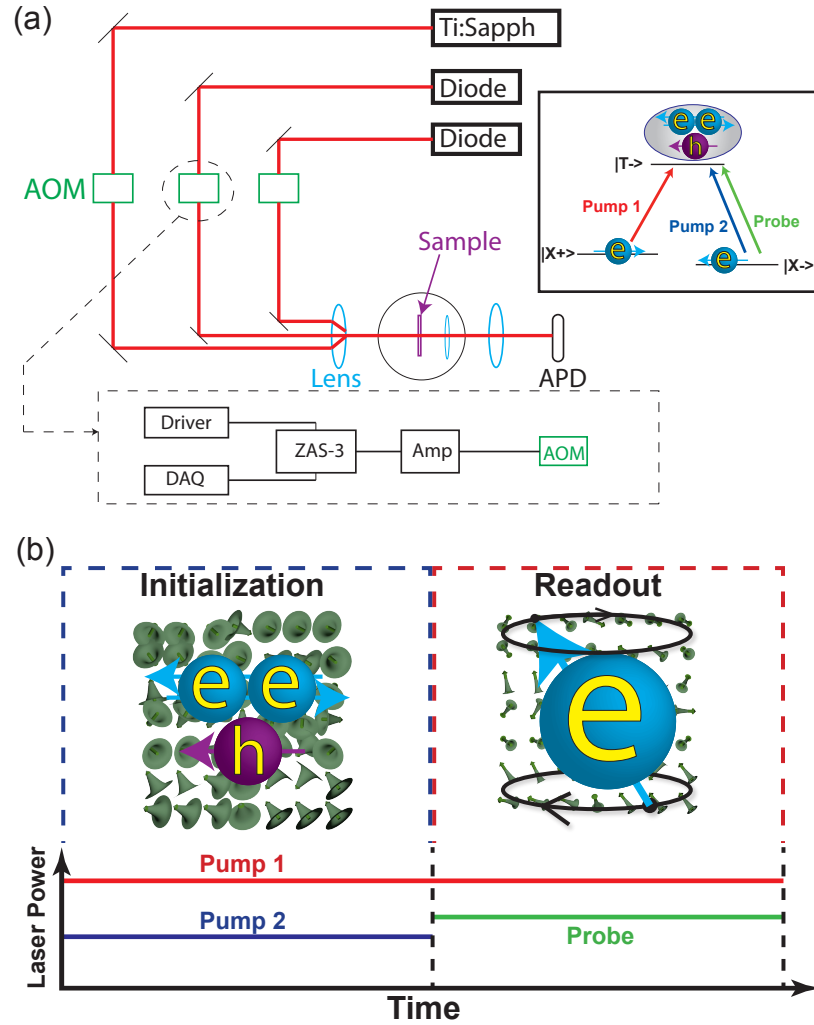 (a)
Ti:Sapph
Diode
Diode
AOM
Sample
Lens
APD
e e
h
|T->
Pump 1
Pump 2
Probe
|X+>
e
e
|X->
Driver
DAQ
ZAS-3
Amp
AOM
(b)
Initialization
Readout
e e
h
e
Pump 1
Pump 2
Probe
Laser Power
Time